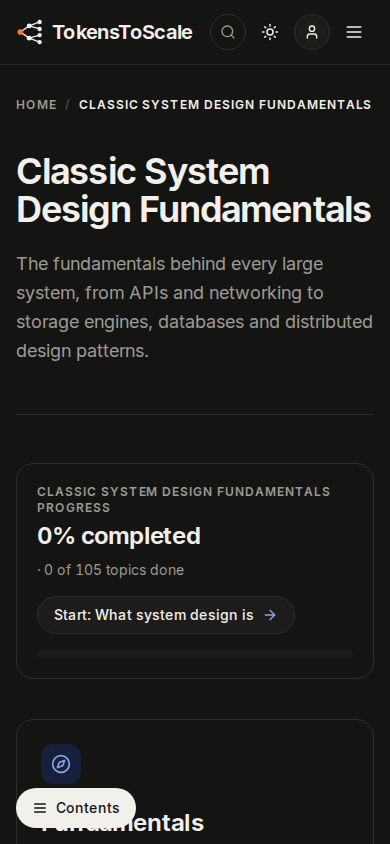 TokensToScale
HOME / CLASSIC SYSTEM DESIGN FUNDAMENTALS
Classic System
Design Fundamentals
The fundamentals behind every large
system, from APIs and networking to
storage engines, databases and distributed
design patterns.
CLASSIC SYSTEM DESIGN FUNDAMENTALS
PROGRESS
0% completed
· 0 of 105 topics done
Start: What system design is
Contents
Fundamentals